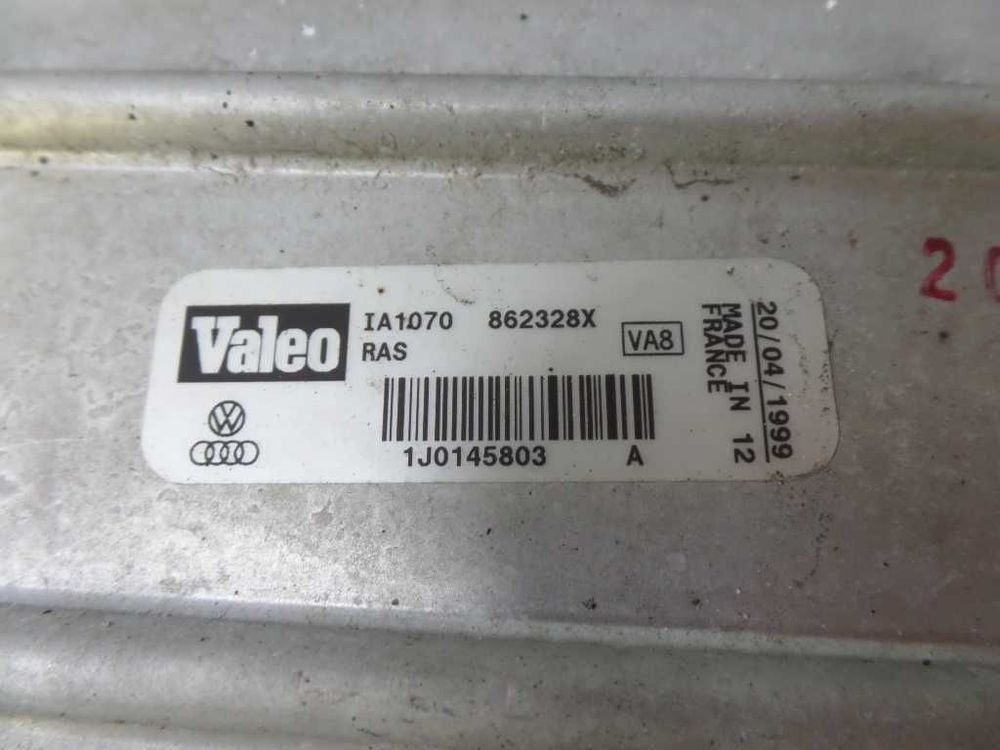 Valeo
IA1070 862328X
RAS
VA8
1J0145803 A
20/04/1999
MADE IN 12
FRANCE